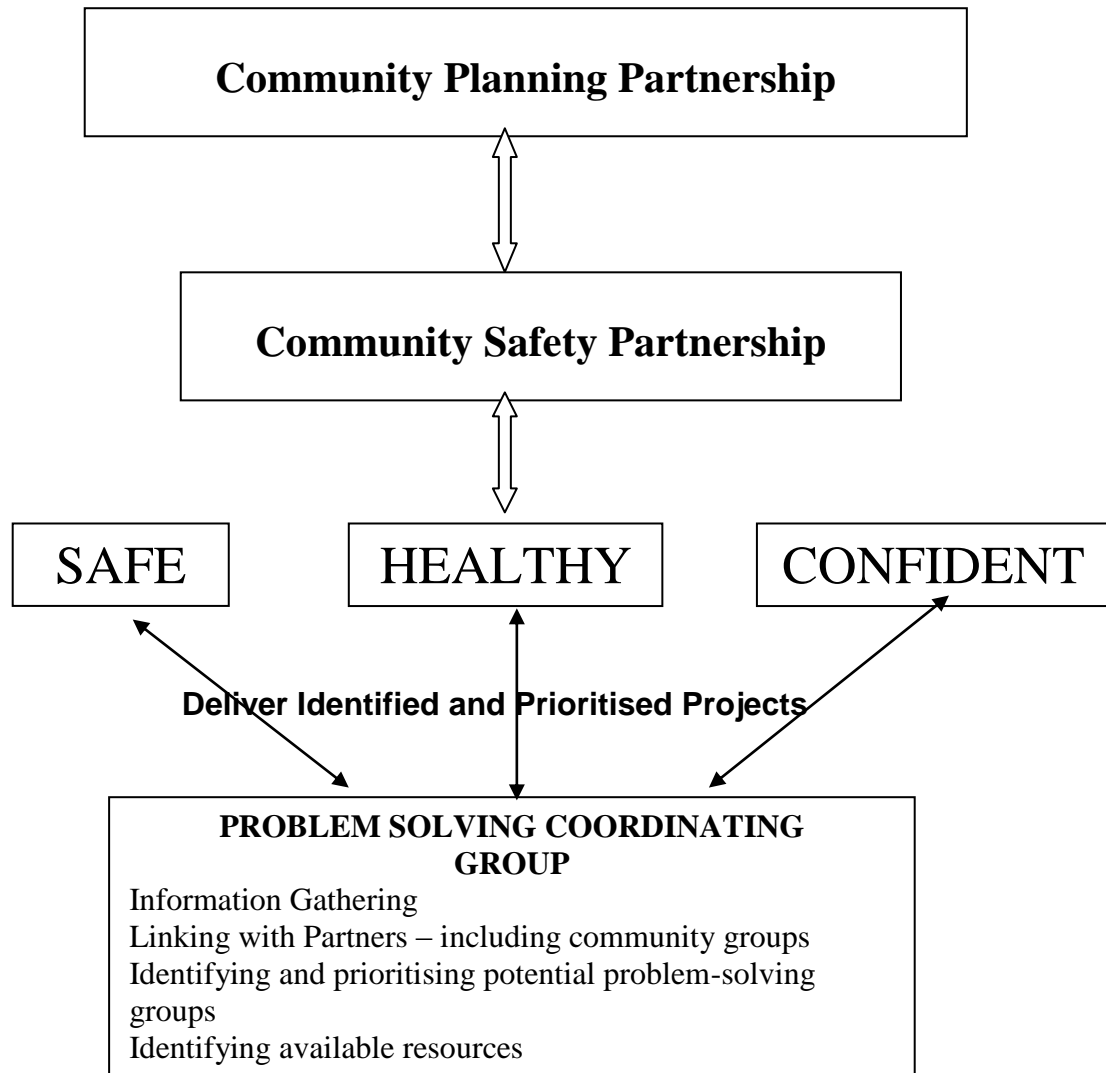 Community Planning Partnership
Community Safety Partnership
SAFE
HEALTHY
CONFIDENT
Deliver Identified and Prioritised Projects
PROBLEM SOLVING COORDINATING
GROUP
Information Gathering
Linking with Partners – including community groups
Identifying and prioritising potential problem-solving
groups
Identifying available resources